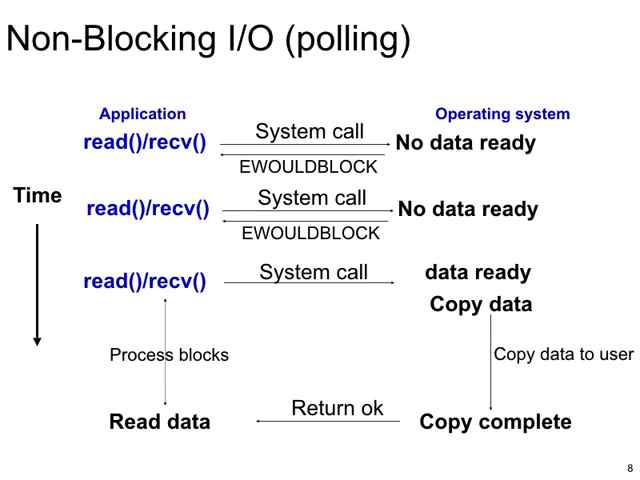 Non-Blocking I/O (polling)
Application
Operating system
read()/recv()
System call
No data ready
EWOULDBLOCK
Time
read()/recv()
System call
No data ready
EWOULDBLOCK
read()/recv()
System call
data ready
Copy data
Process blocks
Copy data to user
Read data
Return ok
Copy complete
8